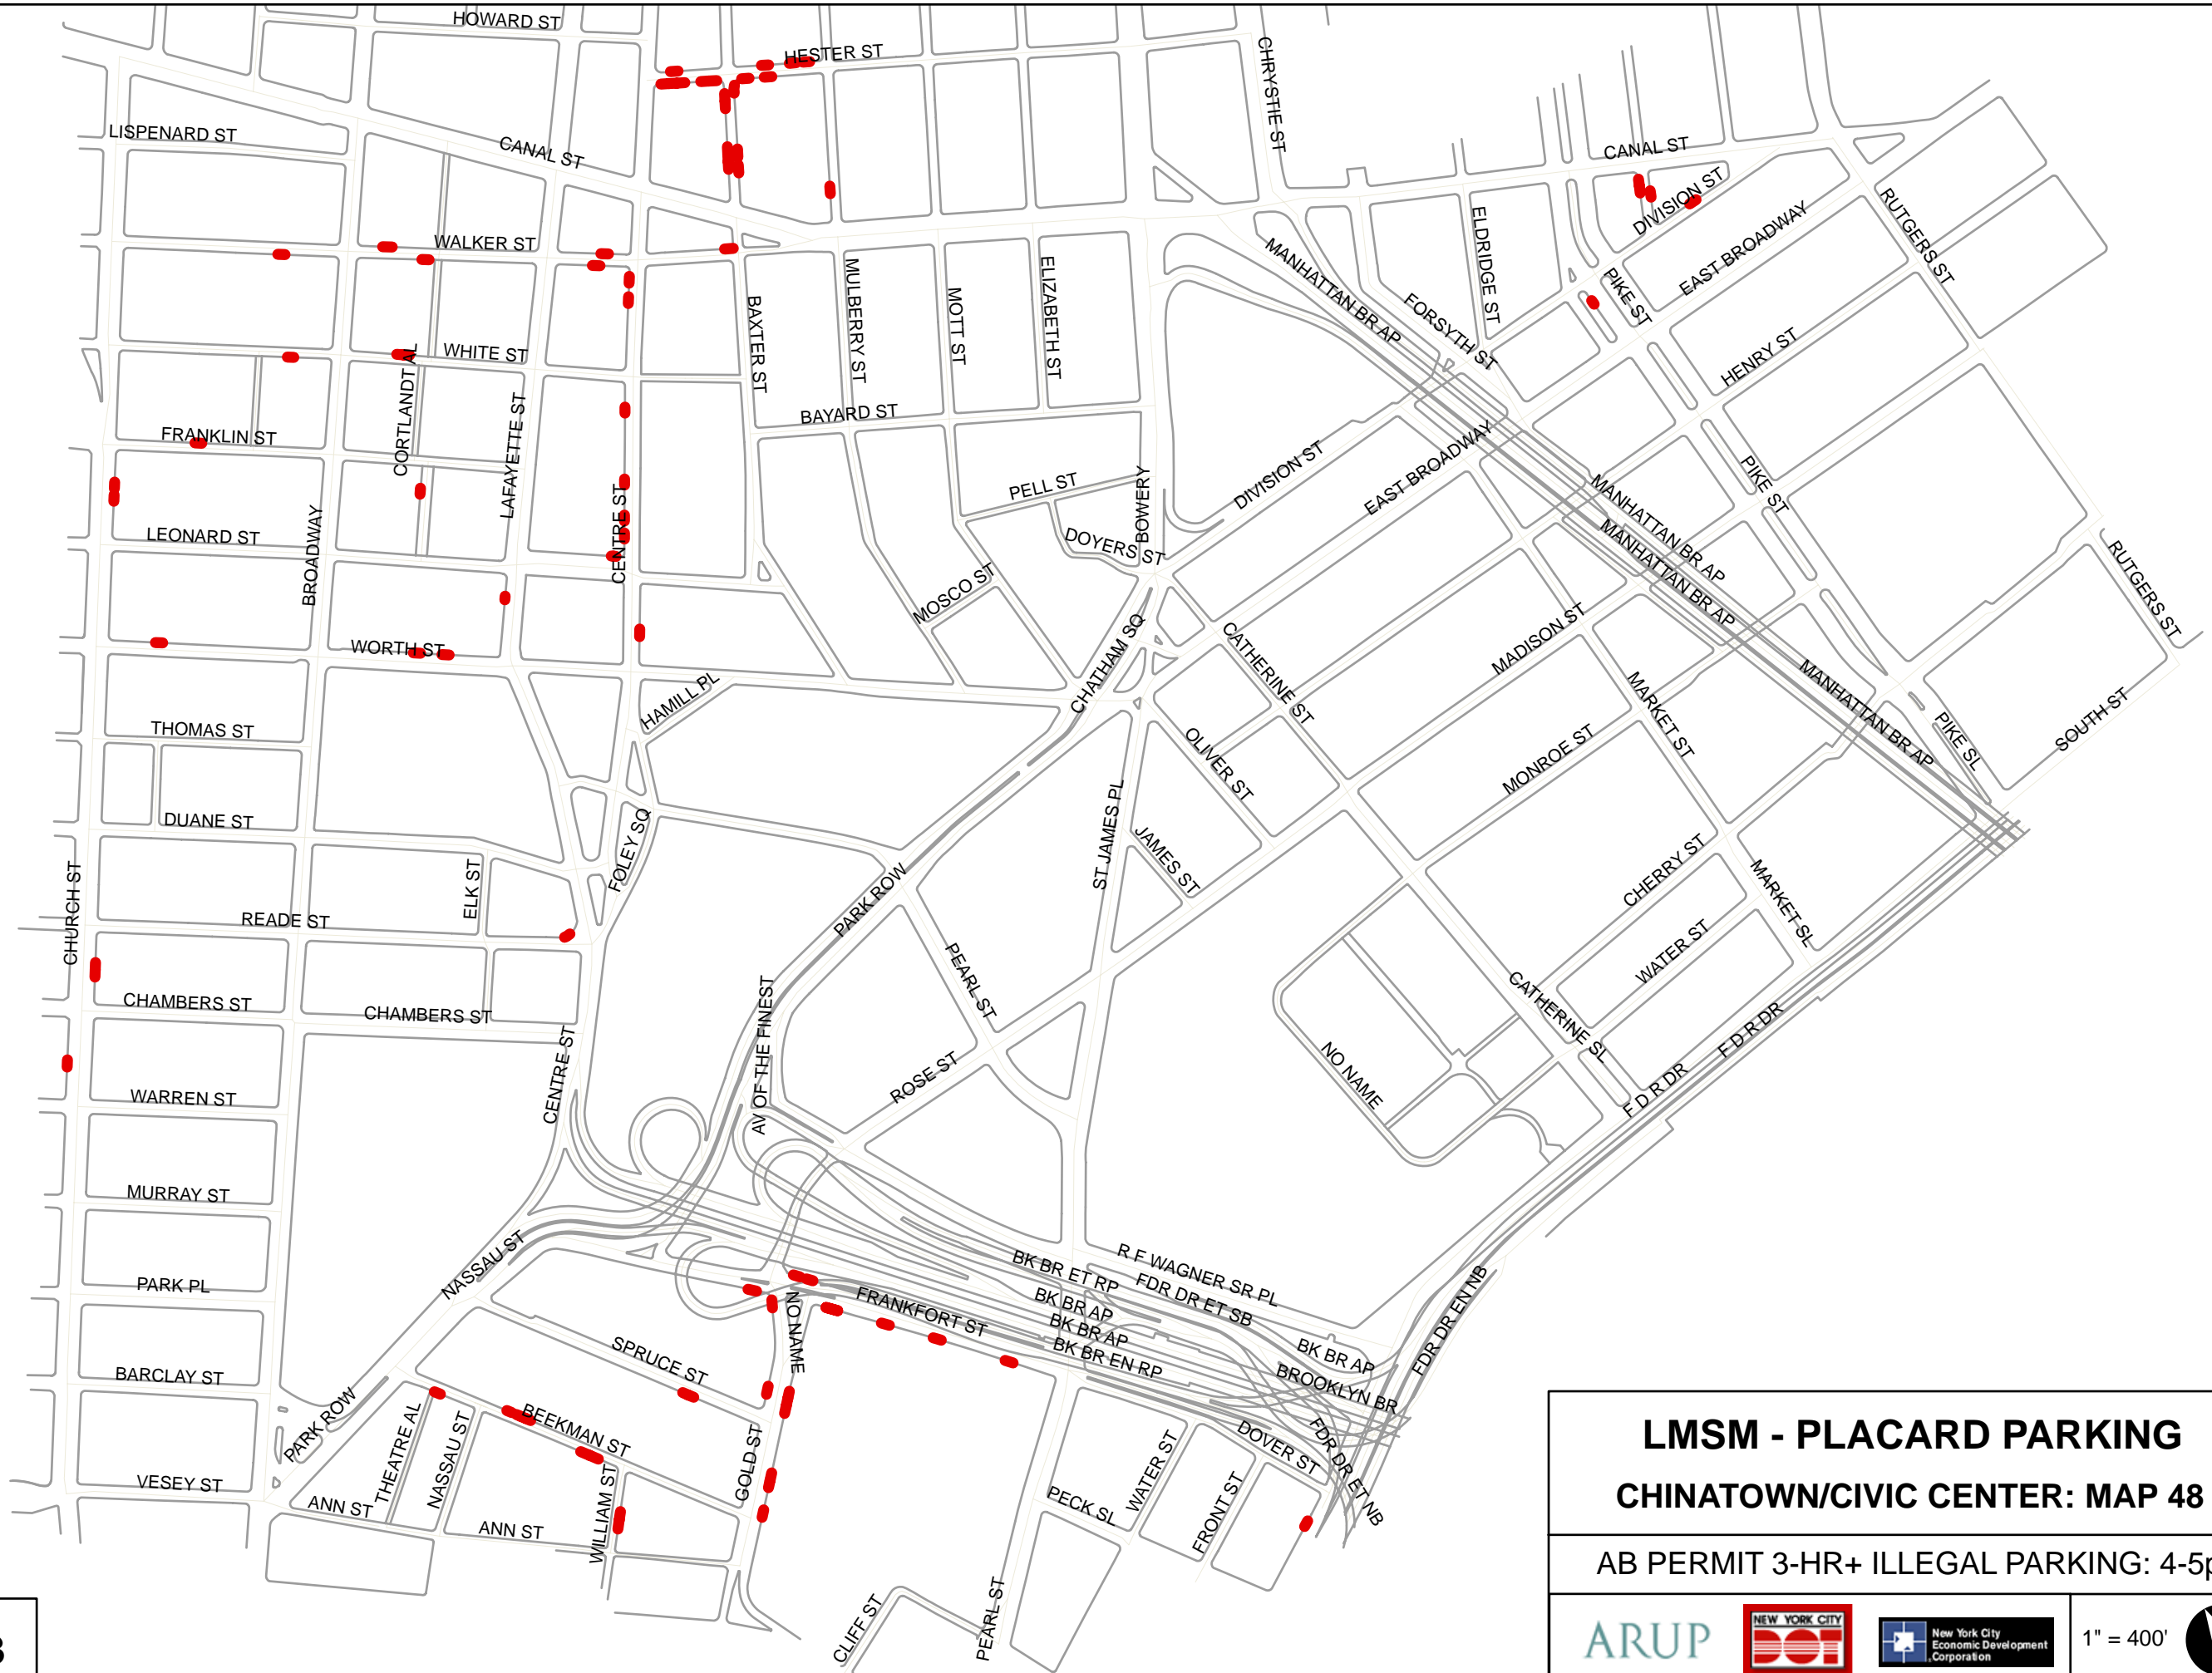 HOWARD ST
HESTER ST
CHRYSTIE ST
LISPENARD ST
CANAL ST
CANAL ST
DIVISION ST
RUTGERS ST
WALKER ST
ELDRIDGE ST
EAST BROADWAY
MANHATTAN BR AP
PIKE ST
BAXTER ST
MULBERRY ST
MOTT ST
ELIZABETH ST
FORSYTH ST
HENRY ST
WHITE ST
CORTLANDT AL
LAFAYETTE ST
BAYARD ST
FRANKLIN ST
DIVISION ST
EAST BROADWAY
PELL ST
BOWERY
PIKE ST
MANHATTAN BR AP
MANHATTAN BR AP
LEONARD ST
BROADWAY
CENTRE ST
DOYERS ST
RUTGERS ST
MOSCO ST
MADISON ST
WORTH ST
CHATHAM SQ
CATHERINE ST
MARKET ST
MANHATTAN BR AP
HAMILL PL
THOMAS ST
OLIVER ST
MONROE ST
PIKE SL
SOUTH ST
DUANE ST
FOLEY SQ
ST JAMES PL
JAMES ST
CHERRY ST
MARKET SL
CHURCH ST
ELK ST
READE ST
PARK ROW
PEARL ST
WATER ST
CHAMBERS ST
CHAMBERS ST
AV OF THE FINEST
CATHERINE SL
F D R DR
F D R DR
CENTRE ST
ROSE ST
NO NAME
WARREN ST
MURRAY ST
NASSAU ST
PARK PL
BK BR ET RP
R F WAGNER SR PL
FDR DR ET SB
FDR DR EN NB
NO NAME
FRANKFORT ST
BK BR AP
BK BR AP
BK BR EN RP
BK BR AP
BROOKLYN BR
BARCLAY ST
SPRUCE ST
PARK ROW
THEATRE AL
NASSAU ST
BEEKMAN ST
GOLD ST
DOVER ST
FDR DR ET NB
VESEY ST
ANN ST
ANN ST
WILLIAM ST
PECK SL
WATER ST
FRONT ST
CLIFF ST
PEARL ST
LMSM - PLACARD PARKING
CHINATOWN/CIVIC CENTER: MAP 48
AB PERMIT 3-HR+ ILLEGAL PARKING: 4-5p
ARUP
NEW YORK CITY
DOT
New York City
Economic Development
Corporation
1" = 400'